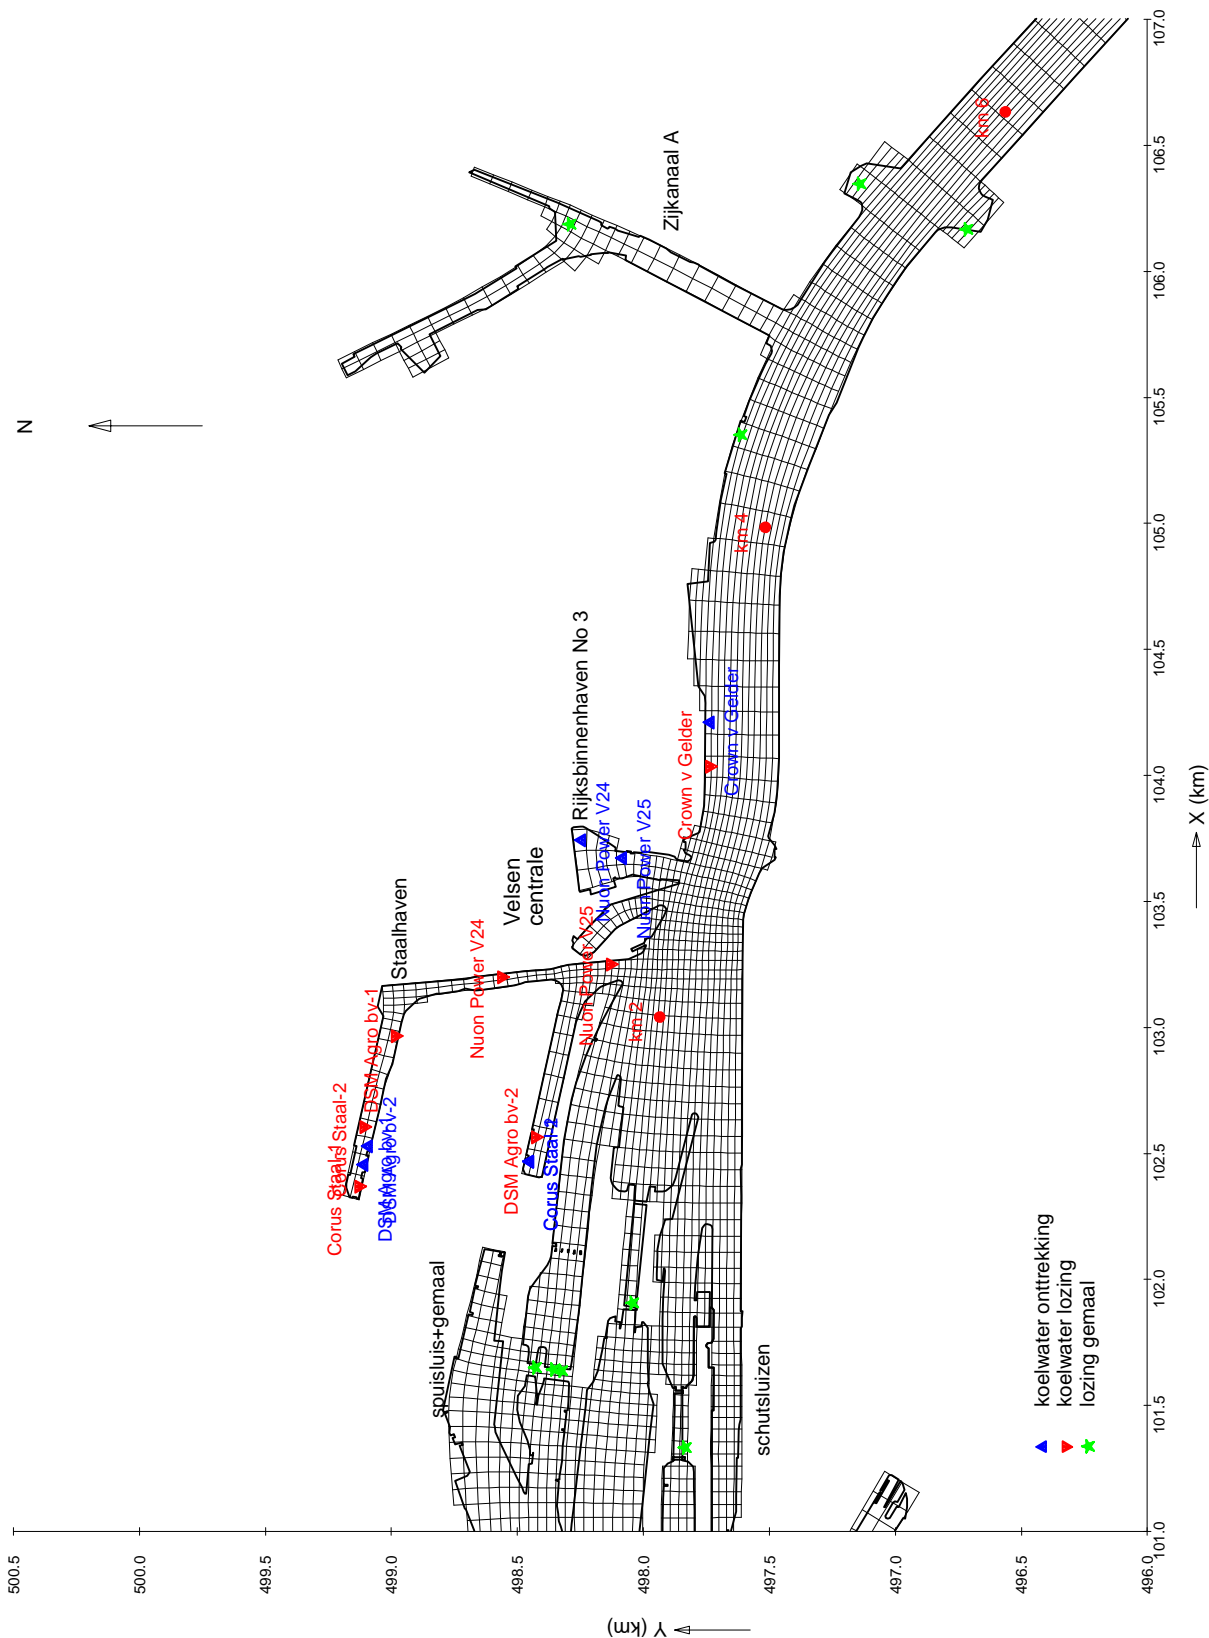 N
Zijkanaal A
km 6
km 4
Rijksbinnenhaven No 3
Velsen
centrale
Staalhaven
Nuon Power V24
Nuon Power V25
Nuon Power V24
Nuon Power V25
Crown v Gelder
Crown v Gelder
km 2
DSM Agro bv-1
Corus Staal-2
Corus Staal-1
DSM Agro bv-1
DSM Agro bv-2
DSM Agro bv-2
Corus Staal-2
spuisluis+gemaal
schutsluizen
koelwater onttrekking
koelwater lozing
lozing gemaal
500.5
500.0
499.5
499.0
498.5
498.0
497.5
497.0
496.5
496.0
Y (km)
101.0
101.5
102.0
102.5
103.0
103.5
104.0
104.5
105.0
105.5
106.0
106.5
107.0
X (km)